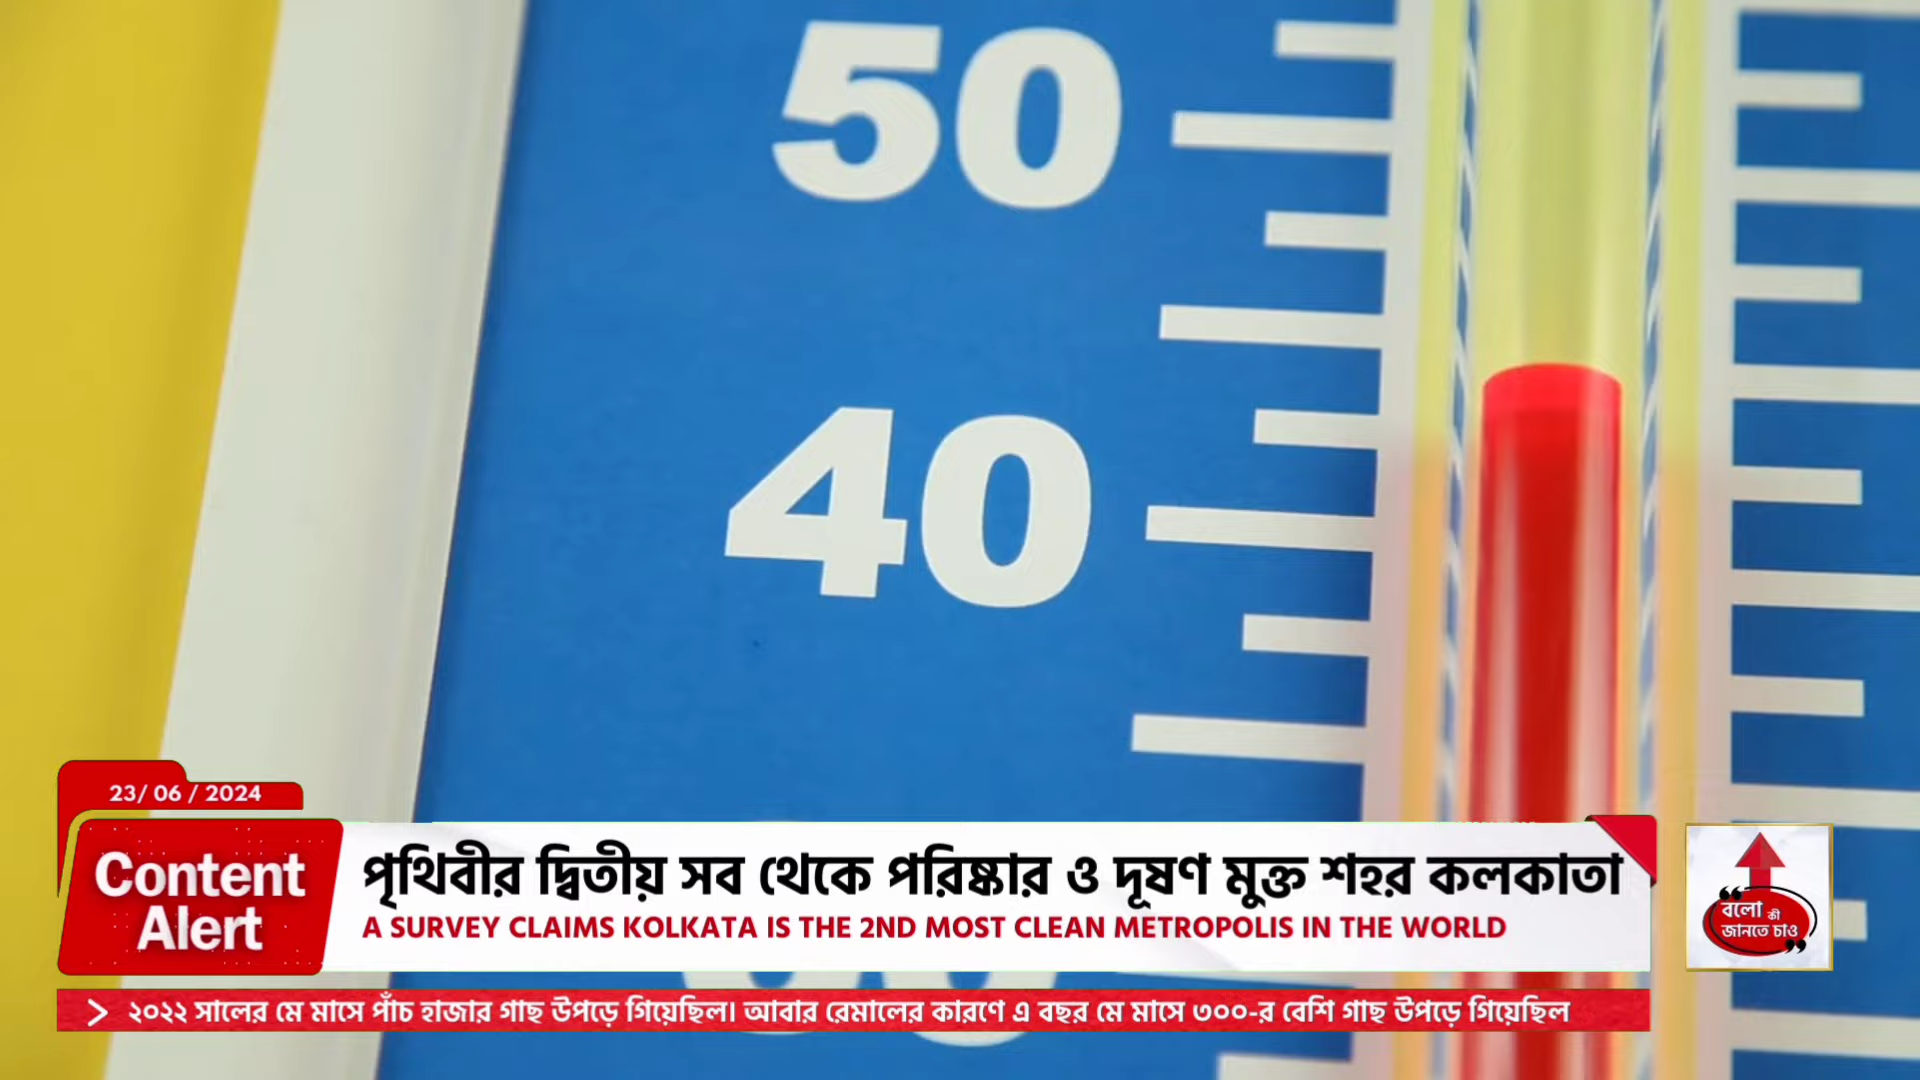 50
40
23/ 06 / 2024
Content
Alert
পৃথিবীর দ্বিতীয় সব থেকে পরিষ্কার ও দূষণ মুক্ত শহর কলকাতা
A SURVEY CLAIMS KOLKATA IS THE 2ND MOST CLEAN METROPOLIS IN THE WORLD
বলো কী
জানতে চাও
২০২২ সালের মে মাসে পাঁচ হাজার গাছ উপড়ে গিয়েছিল। আবার রেমালের কারণে এ বছর মে মাসে ৩০০-র বেশি গাছ উপড়ে গিয়েছিল